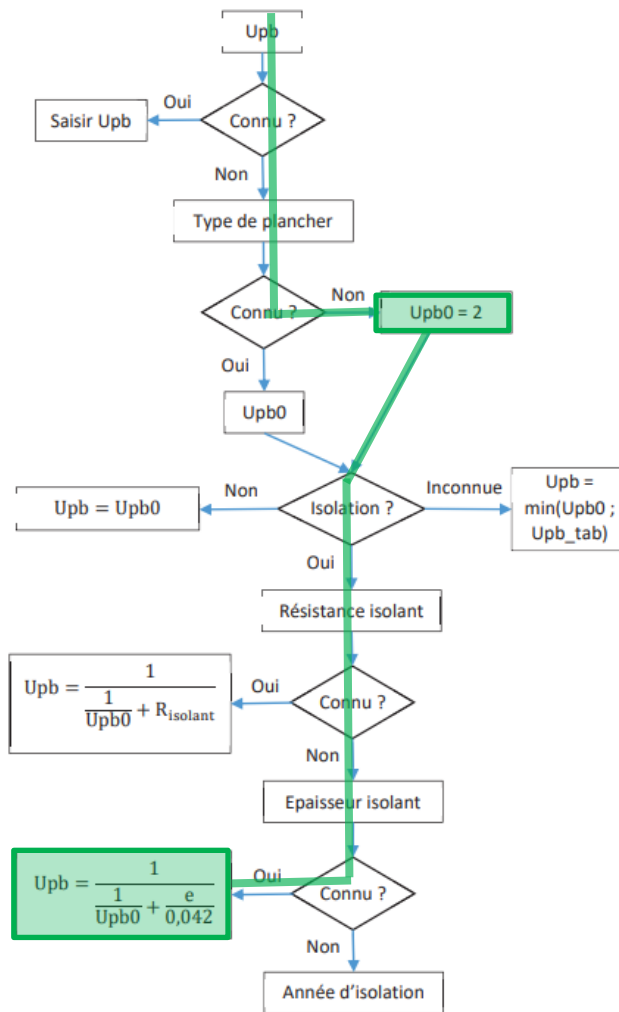 Upb
Oui
Saisir Upb
Connu ?
Non
Type de plancher
Non
Connu ?
Upb0 = 2
Oui
Upb0
Non
Inconnue
Upb = Upb0
Isolation ?
Upb =
min(Upb0 ;
Upb_tab)
Oui
Résistance isolant
Upb = 1 / (1/Upb0 + R_isolant)
Oui
Connu ?
Non
Epaisseur isolant
Upb = 1 / (1/Upb0 + e/0,042)
Oui
Connu ?
Non
Année d'isolation